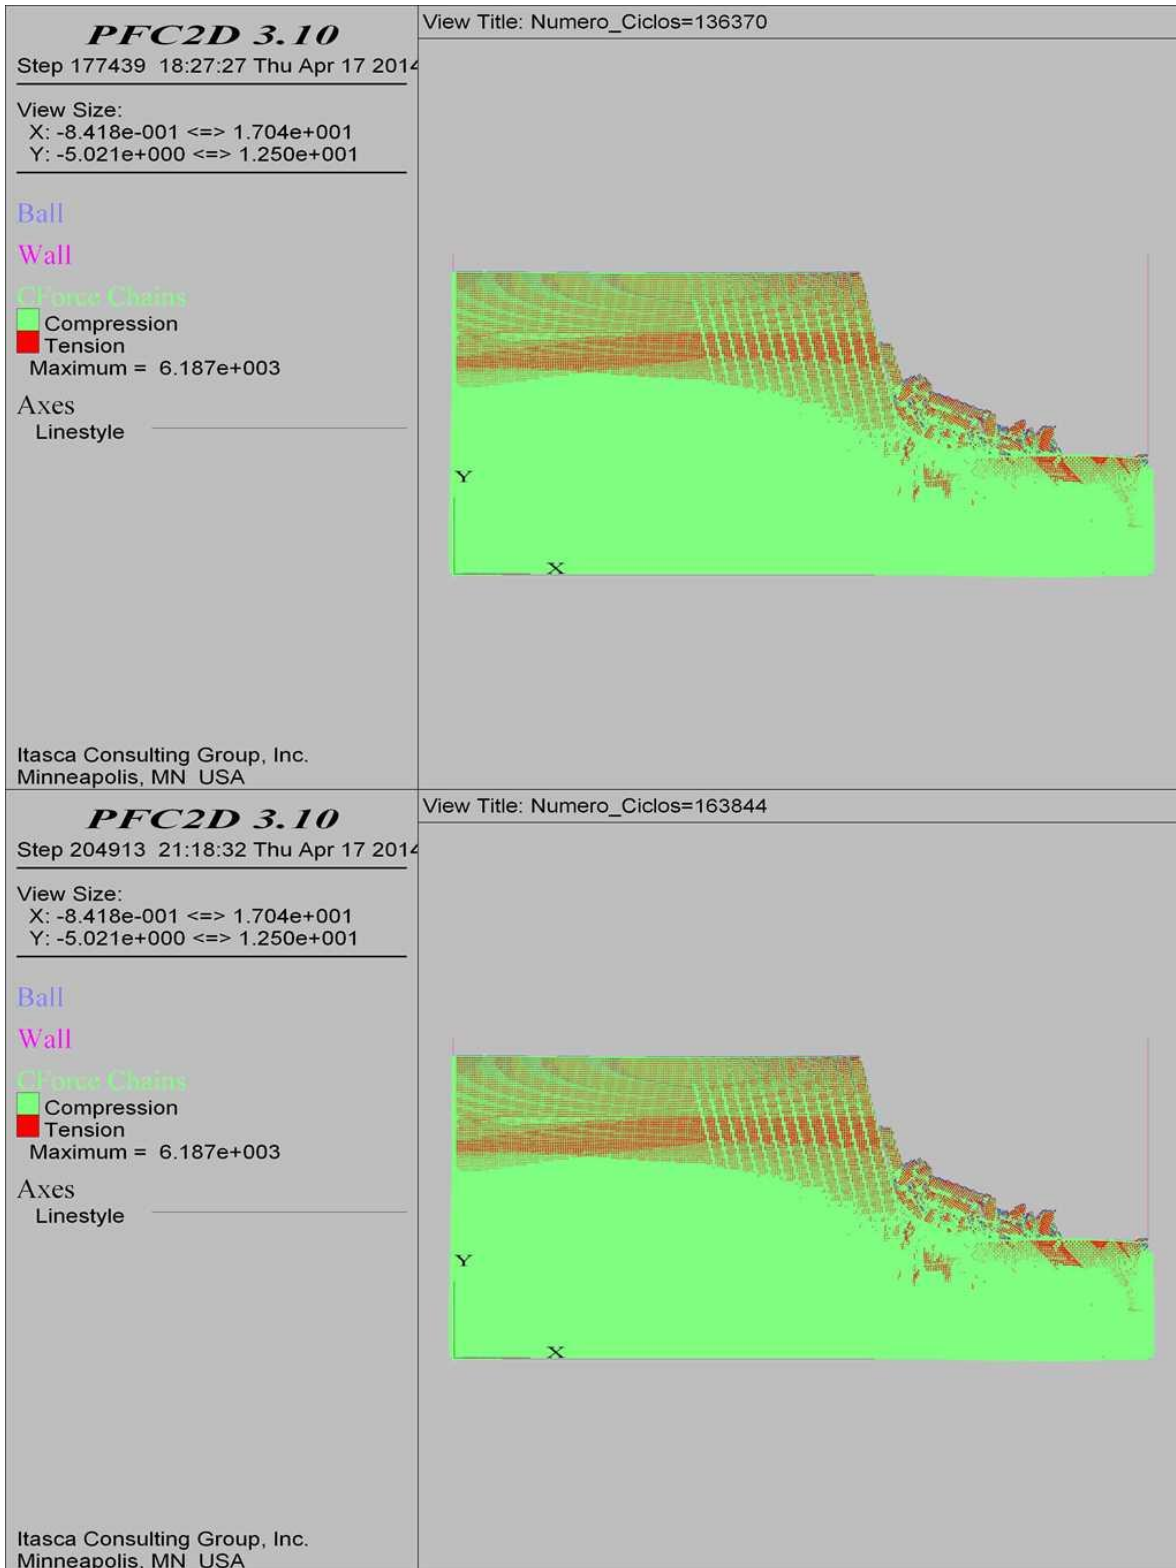 PFC2D 3.10
Step 177439 18:27:27 Thu Apr 17 2014
View Size:
X: -8.418e-001 <=> 1.704e+001
Y: -5.021e+000 <=> 1.250e+001
Ball
Wall
CForce Chains
Compression
Tension
Maximum = 6.187e+003
Axes
Linestyle
Itasca Consulting Group, Inc.
Minneapolis, MN USA
View Title: Numero_Ciclos=136370
Y
X
PFC2D 3.10
Step 204913 21:18:32 Thu Apr 17 2014
View Size:
X: -8.418e-001 <=> 1.704e+001
Y: -5.021e+000 <=> 1.250e+001
Ball
Wall
CForce Chains
Compression
Tension
Maximum = 6.187e+003
Axes
Linestyle
Itasca Consulting Group, Inc.
Minneapolis, MN USA
View Title: Numero_Ciclos=163844
Y
X